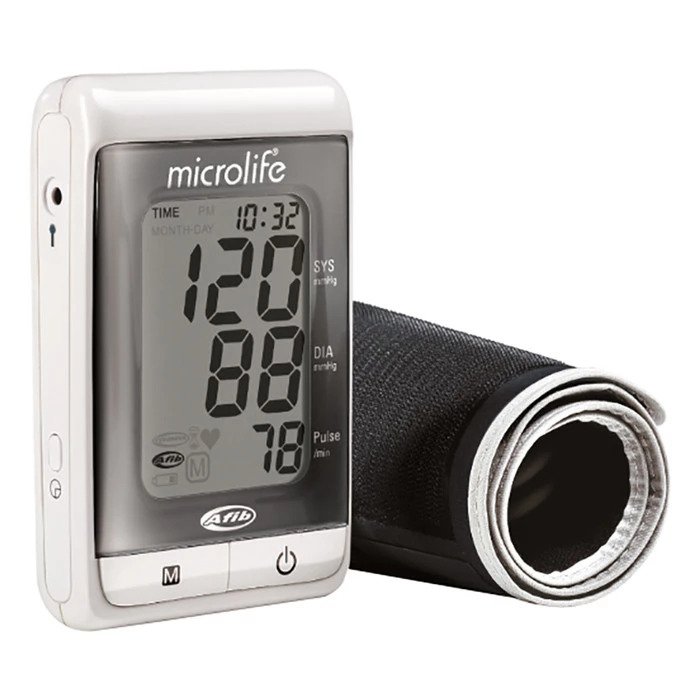 microlife®
TIME PM 10:32
MONTH-DAY
120 SYS mmHg
88 DIA mmHg
78 Pulse /min
Afib M
Afib
M